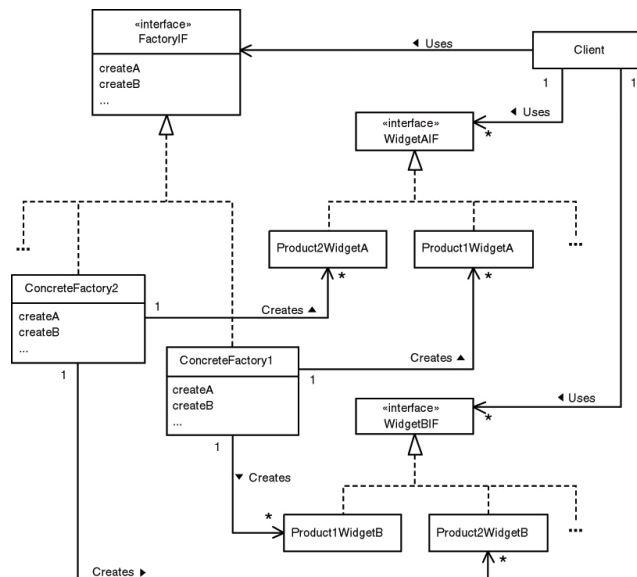 «interface»
FactoryIF
createA
createB
...
◄ Uses
Client
1
1
◄ Uses
*
«interface»
WidgetAIF
...
Product2WidgetA
Product1WidgetA
...
ConcreteFactory2
createA
createB
...
1
*
*
Creates ▲
1
ConcreteFactory1
createA
createB
...
1
Creates ▲
1
«interface»
WidgetBIF
◄ Uses
*
▼ Creates
*
Product1WidgetB
Product2WidgetB
...
*
Creates ►